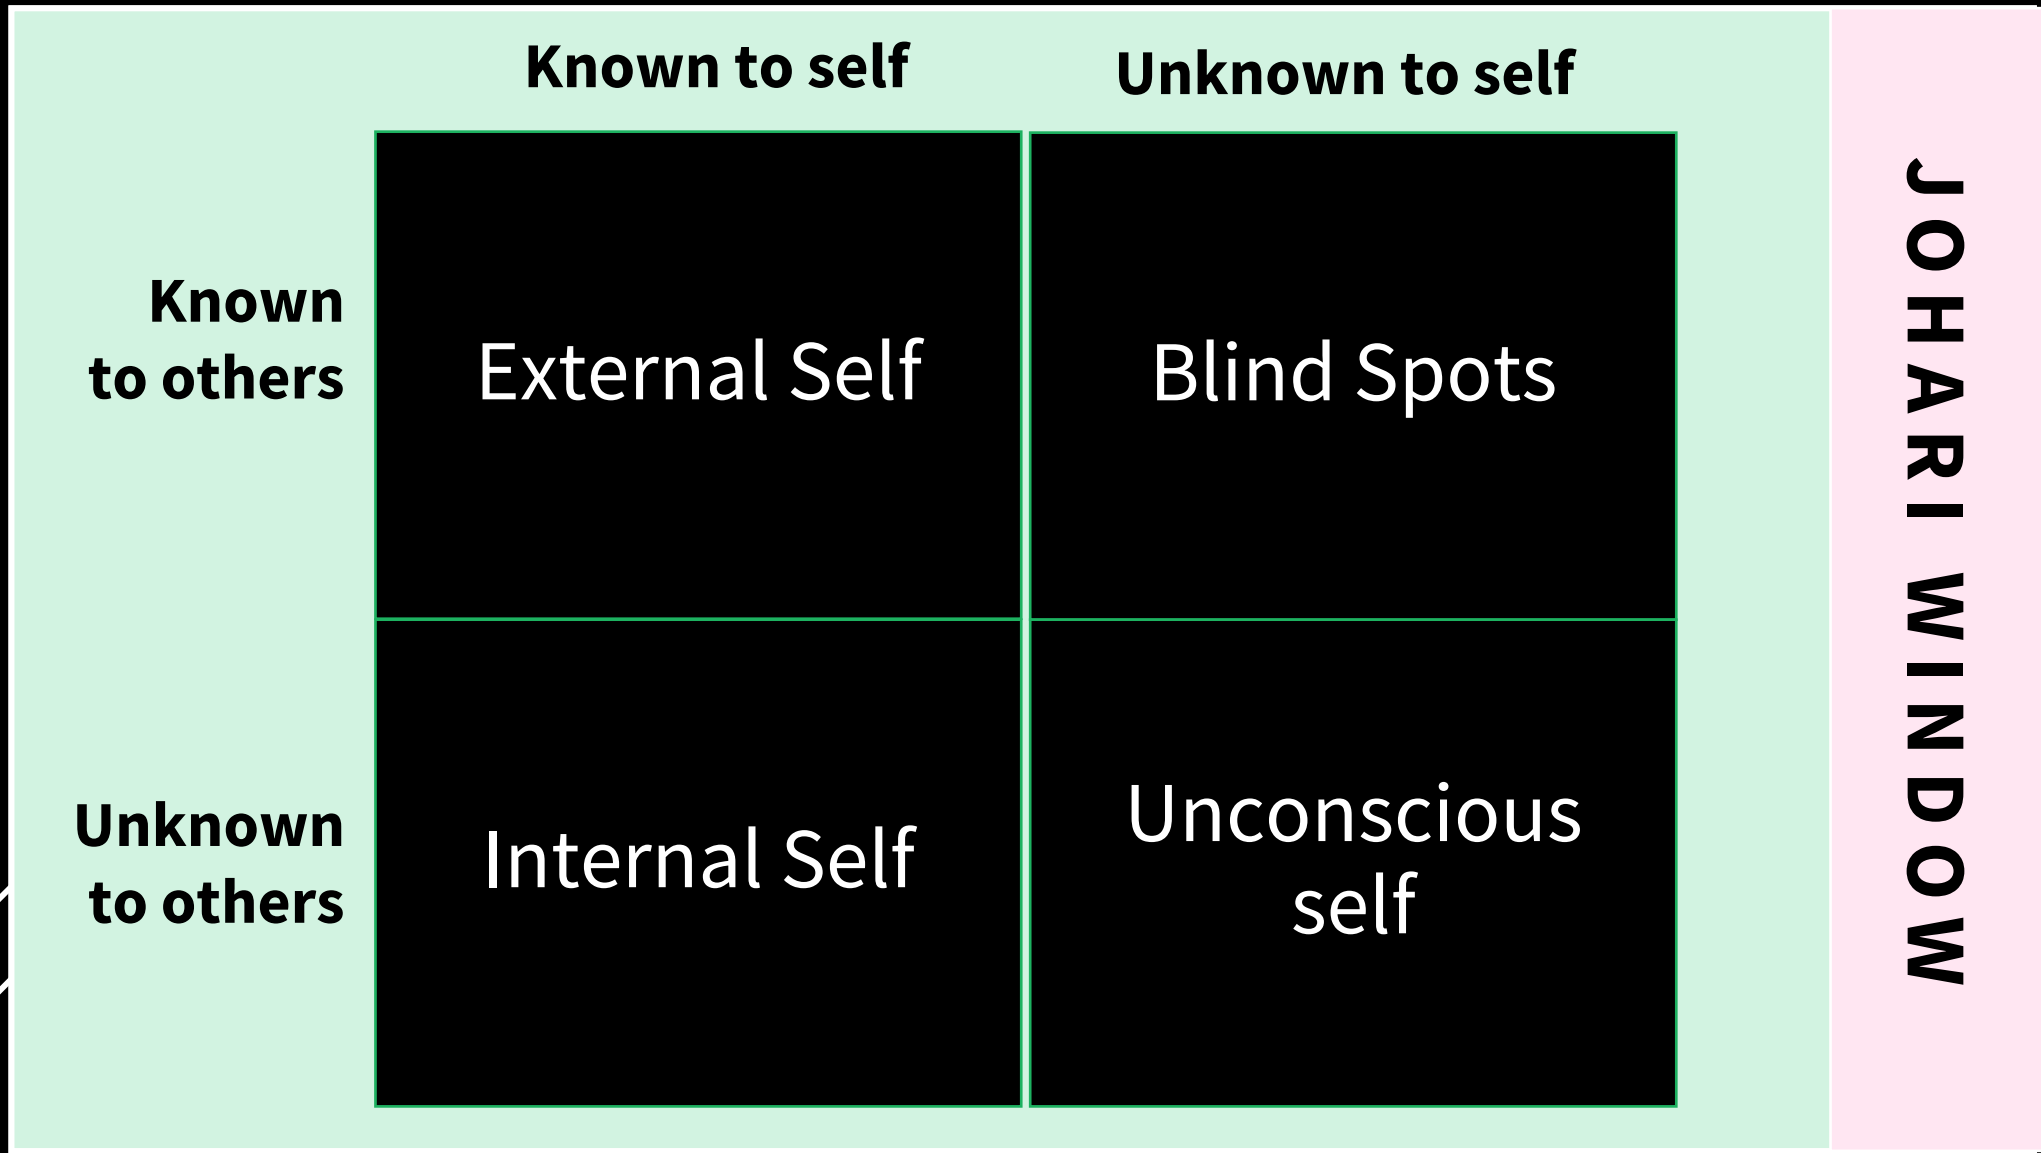 Known to self
Unknown to self
Known
to others
External Self
Blind Spots
Unknown
to others
Internal Self
Unconscious
self
JOHARI WINDOW